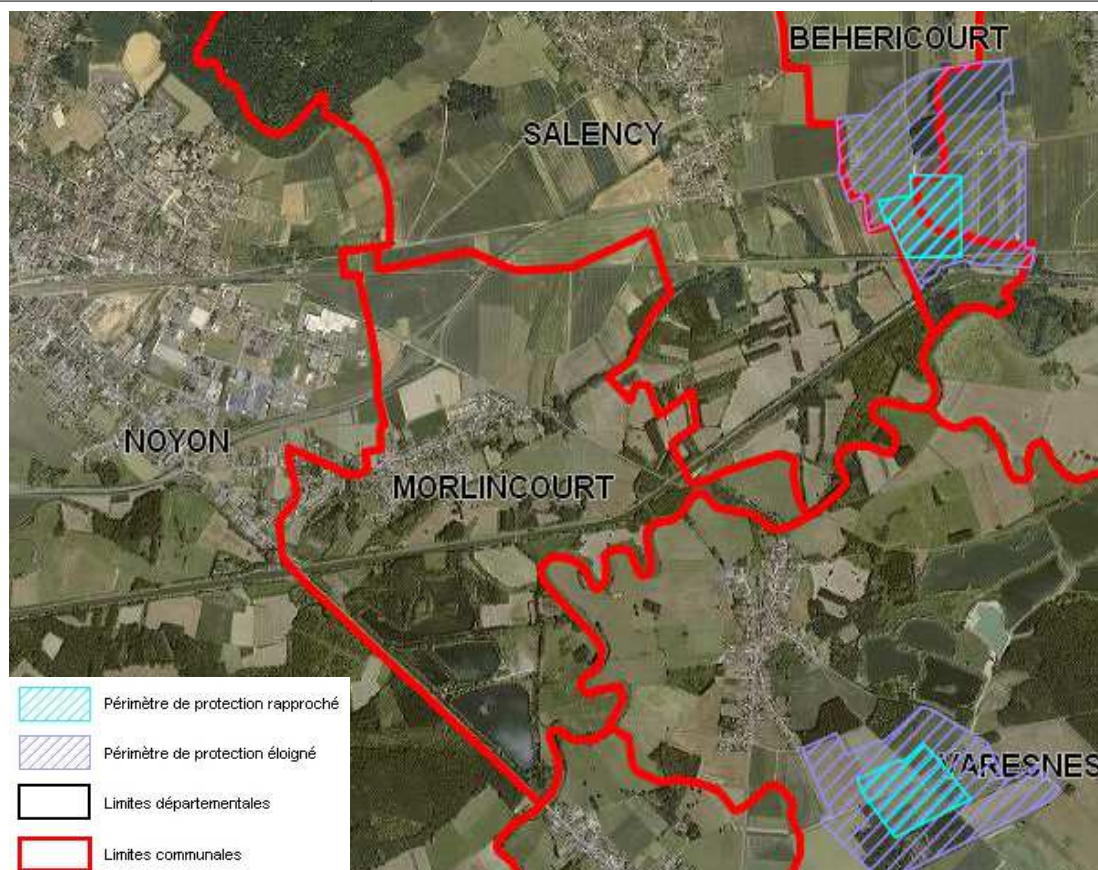 BEHERICOURT
SALENCY
NOYON
MORLINCOURT
VARESNES
Périmètre de protection rapproché
Périmètre de protection éloigné
Limites départementales
Limites communales